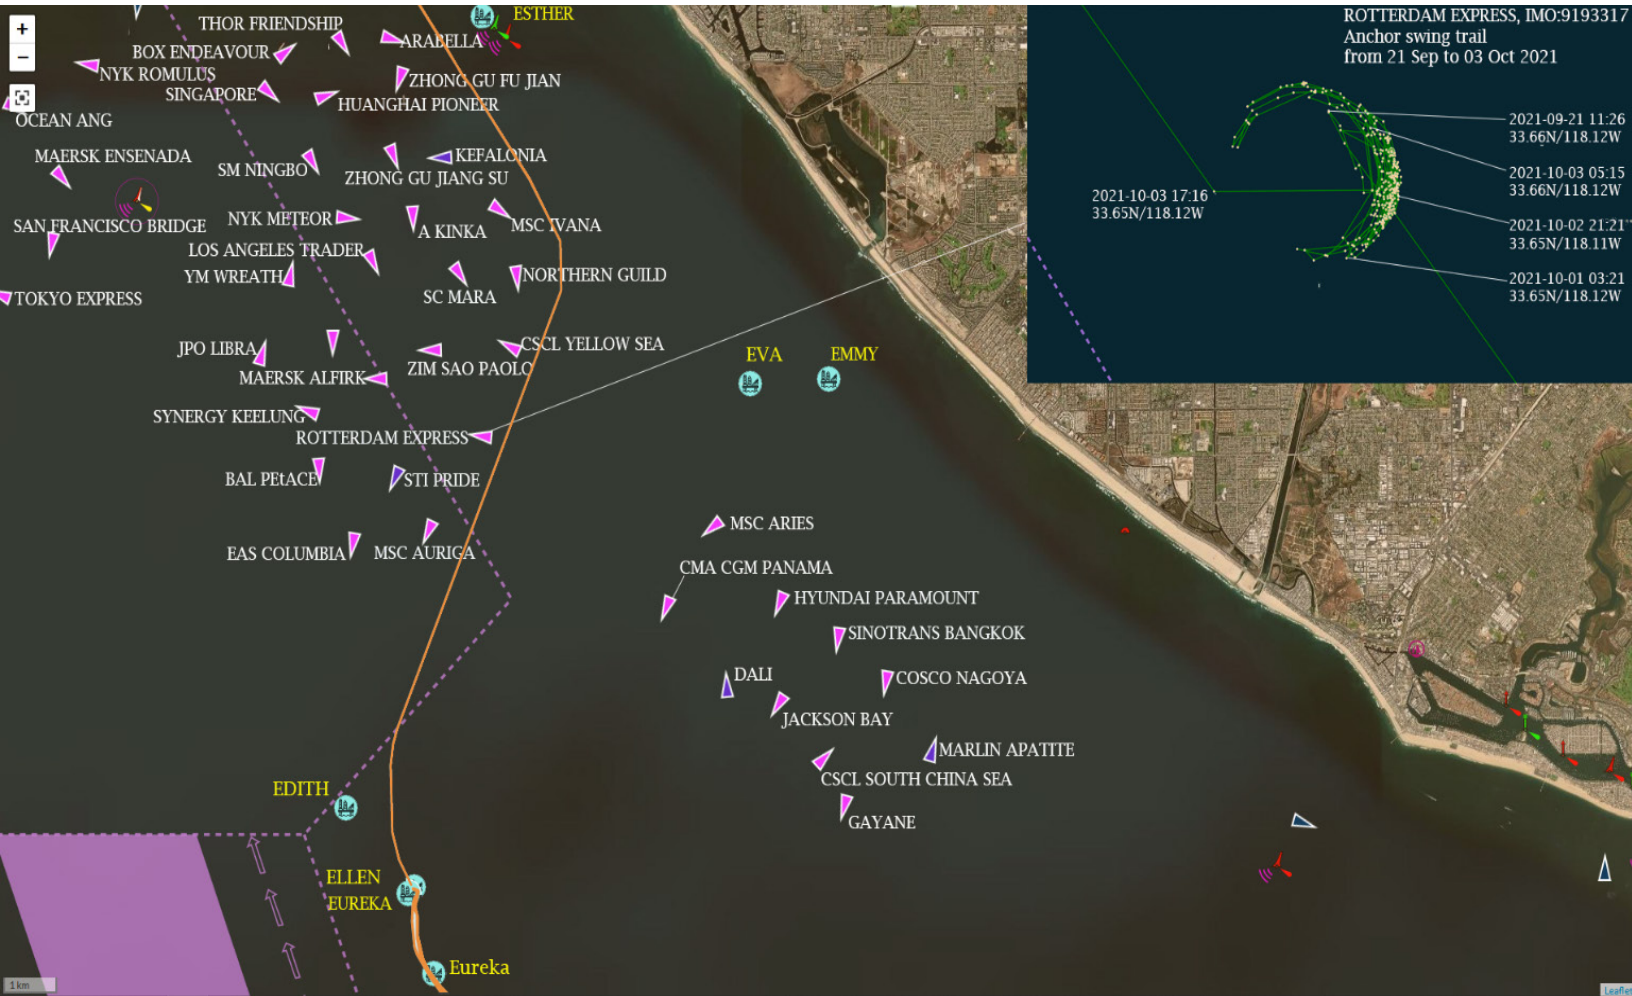 +
−
THOR FRIENDSHIP
ESTHER
BOX ENDEAVOUR
ARABELLA
NYK ROMULUS
ZHONG GU FU JIAN
SINGAPORE
HUANGHAI PIONEER
OCEAN ANG
MAERSK ENSENADA
SM NINGBO
KEFALONIA
ZHONG GU JIANG SU
SAN FRANCISCO BRIDGE
NYK METEOR
A KINKA
MSC IVANA
LOS ANGELES TRADER
YM WREATH
SC MARA
NORTHERN GUILD
TOKYO EXPRESS
JPO LIBRA
CSCL YELLOW SEA
MAERSK ALFIRK
ZIM SAO PAOLO
EVA
EMMY
SYNERGY KEELUNG
ROTTERDAM EXPRESS
BAL PEtACE
STI PRIDE
EAS COLUMBIA
MSC AURIGA
MSC ARIES
CMA CGM PANAMA
HYUNDAI PARAMOUNT
SINOTRANS BANGKOK
DALI
COSCO NAGOYA
JACKSON BAY
MARLIN APATITE
CSCL SOUTH CHINA SEA
GAYANE
EDITH
ELLEN
EUREKA
Eureka
1 km
ROTTERDAM EXPRESS, IMO:9193317
Anchor swing trail
from 21 Sep to 03 Oct 2021
2021-09-21 11:26
33.66N/118.12W
2021-10-03 05:15
33.66N/118.12W
2021-10-03 17:16
33.65N/118.12W
2021-10-02 21:21
33.65N/118.11W
2021-10-01 03:21
33.65N/118.12W
Leaflet